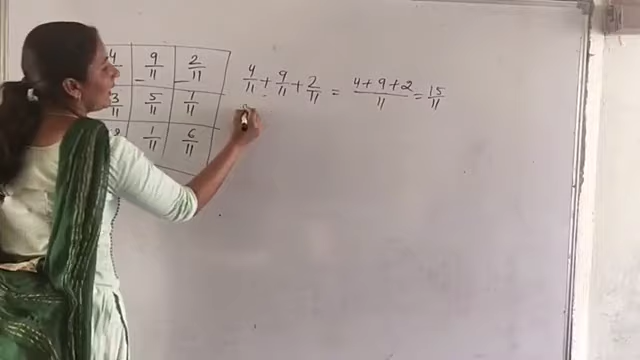 4/11 9/11 2/11
3/11 5/11 1/11
1/11 6/11
4/11 + 9/11 + 2/11 = (4+9+2)/11 = 15/11